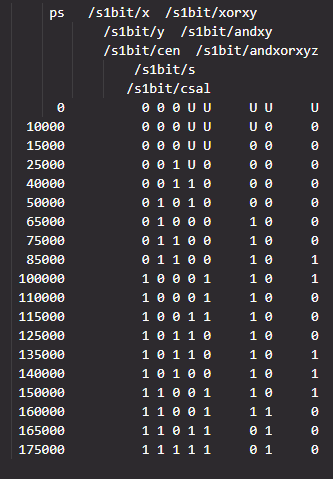 ps /s1bit/x /s1bit/xorxy
/s1bit/y /s1bit/andxy
/s1bit/cen /s1bit/andxorxyz
/s1bit/s
/s1bit/csal
0 0 0 0 U U U U U
10000 0 0 0 U U U 0 0
15000 0 0 0 U U 0 0 0
25000 0 0 1 U 0 0 0 0
40000 0 0 1 1 0 0 0 0
50000 0 1 0 1 0 0 0 0
65000 0 1 0 0 0 1 0 0
75000 0 1 1 0 0 1 0 0
85000 0 1 1 0 0 1 0 1
100000 1 0 0 0 1 1 0 1
110000 1 0 0 0 1 1 0 0
115000 1 0 0 1 1 1 0 0
125000 1 0 1 1 0 1 0 0
135000 1 0 1 1 0 1 0 1
140000 1 0 1 0 0 1 0 1
150000 1 1 0 0 1 1 0 1
160000 1 1 0 0 1 1 1 0
165000 1 1 0 1 1 0 1 0
175000 1 1 1 1 1 0 1 0